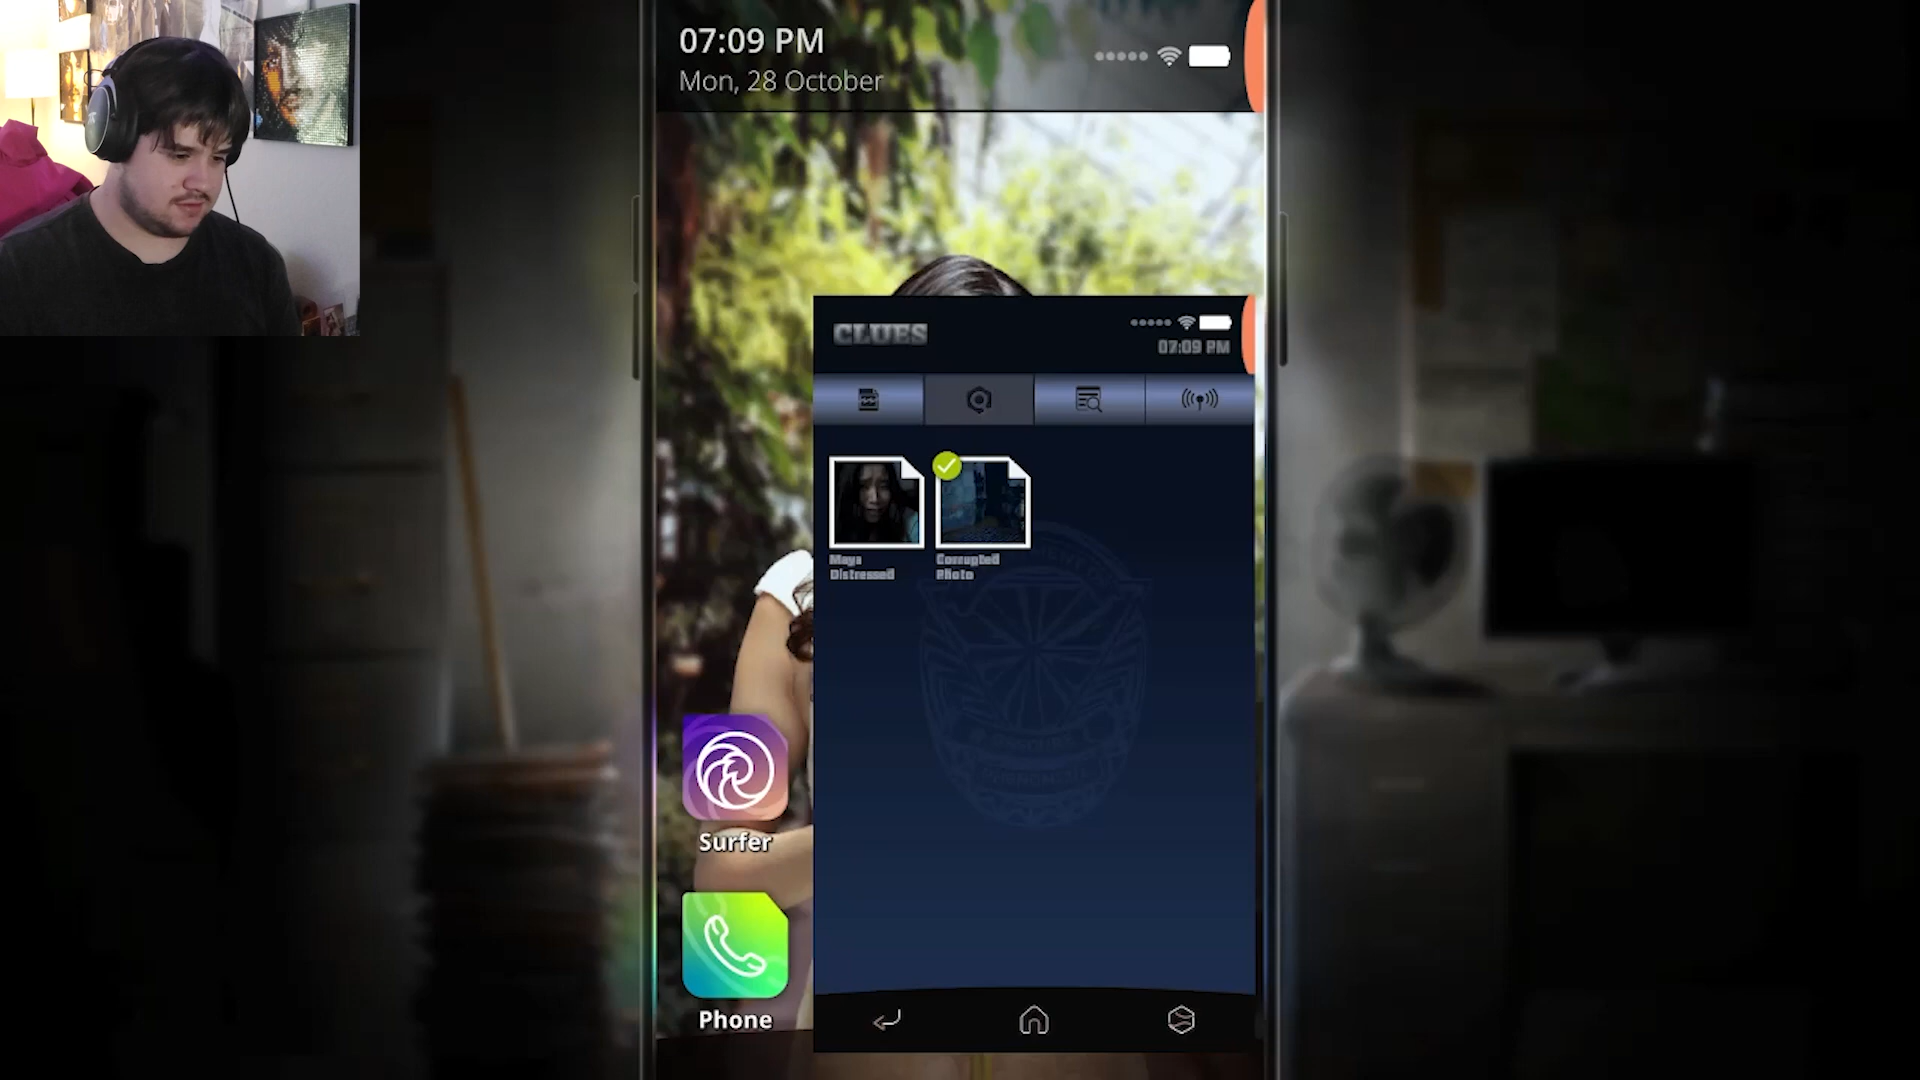 07:09 PM
Mon, 28 October
CLUES
07:09 PM
Maya
Distressed
Corrupted
Photo
Surfer
Phone